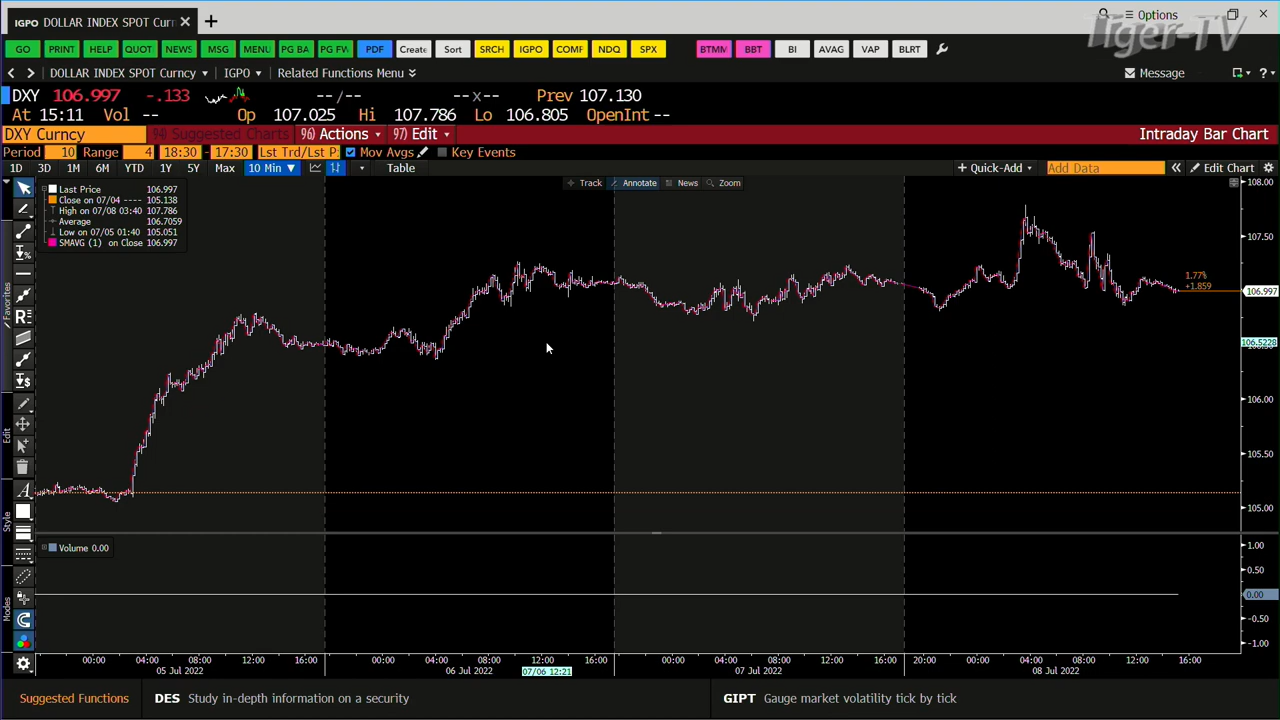 IGPO DOLLAR INDEX SPOT Curr
Options
Tiger-TV
GO PRINT HELP QUOT NEWS MSG MENU PG BA PG FW PDF Create Sort SRCH IGPO COMF NDQ SPX BTMM BBT BI AVAG VAP BLRT
DOLLAR INDEX SPOT Curncy IGPO Related Functions Menu Message ?
DXY 106.997 -.133 --/-- --x-- Prev 107.130
At 15:11 Vol -- Op 107.025 Hi 107.786 Lo 106.805 OpenInt --
DXY Curncy 94) Suggested Charts 96) Actions 97) Edit Intraday Bar Chart
Period 10 Range 4 18:30 - 17:30 Lst Trd/Lst P Mov Avgs Key Events
1D 3D 1M 6M YTD 1Y 5Y Max 10 Min Table Quick-Add Add Data Edit Chart
Track Annotate News Zoom
Last Price 106.997
Close on 07/04 ---- 105.138
High on 07/08 03:40 107.786
Average 106.7059
Low on 07/05 01:40 105.051
SMAVG (1) on Close 106.997
108.00
107.50
1.77%
+1.859
106.997
106.5228
106.00
105.50
105.00
Favorites
Edit
Style
Modes
Volume 0.00
1.00
0.50
0.00
-0.50
-1.00
00:00 04:00 08:00 12:00 16:00 00:00 04:00 08:00 12:00 16:00 00:00 04:00 08:00 12:00 16:00 20:00 00:00 04:00 08:00 12:00 16:00
05 Jul 2022 06 Jul 2022 07/06 12:21 07 Jul 2022 08 Jul 2022
Suggested Functions DES Study in-depth information on a security GIPT Gauge market volatility tick by tick